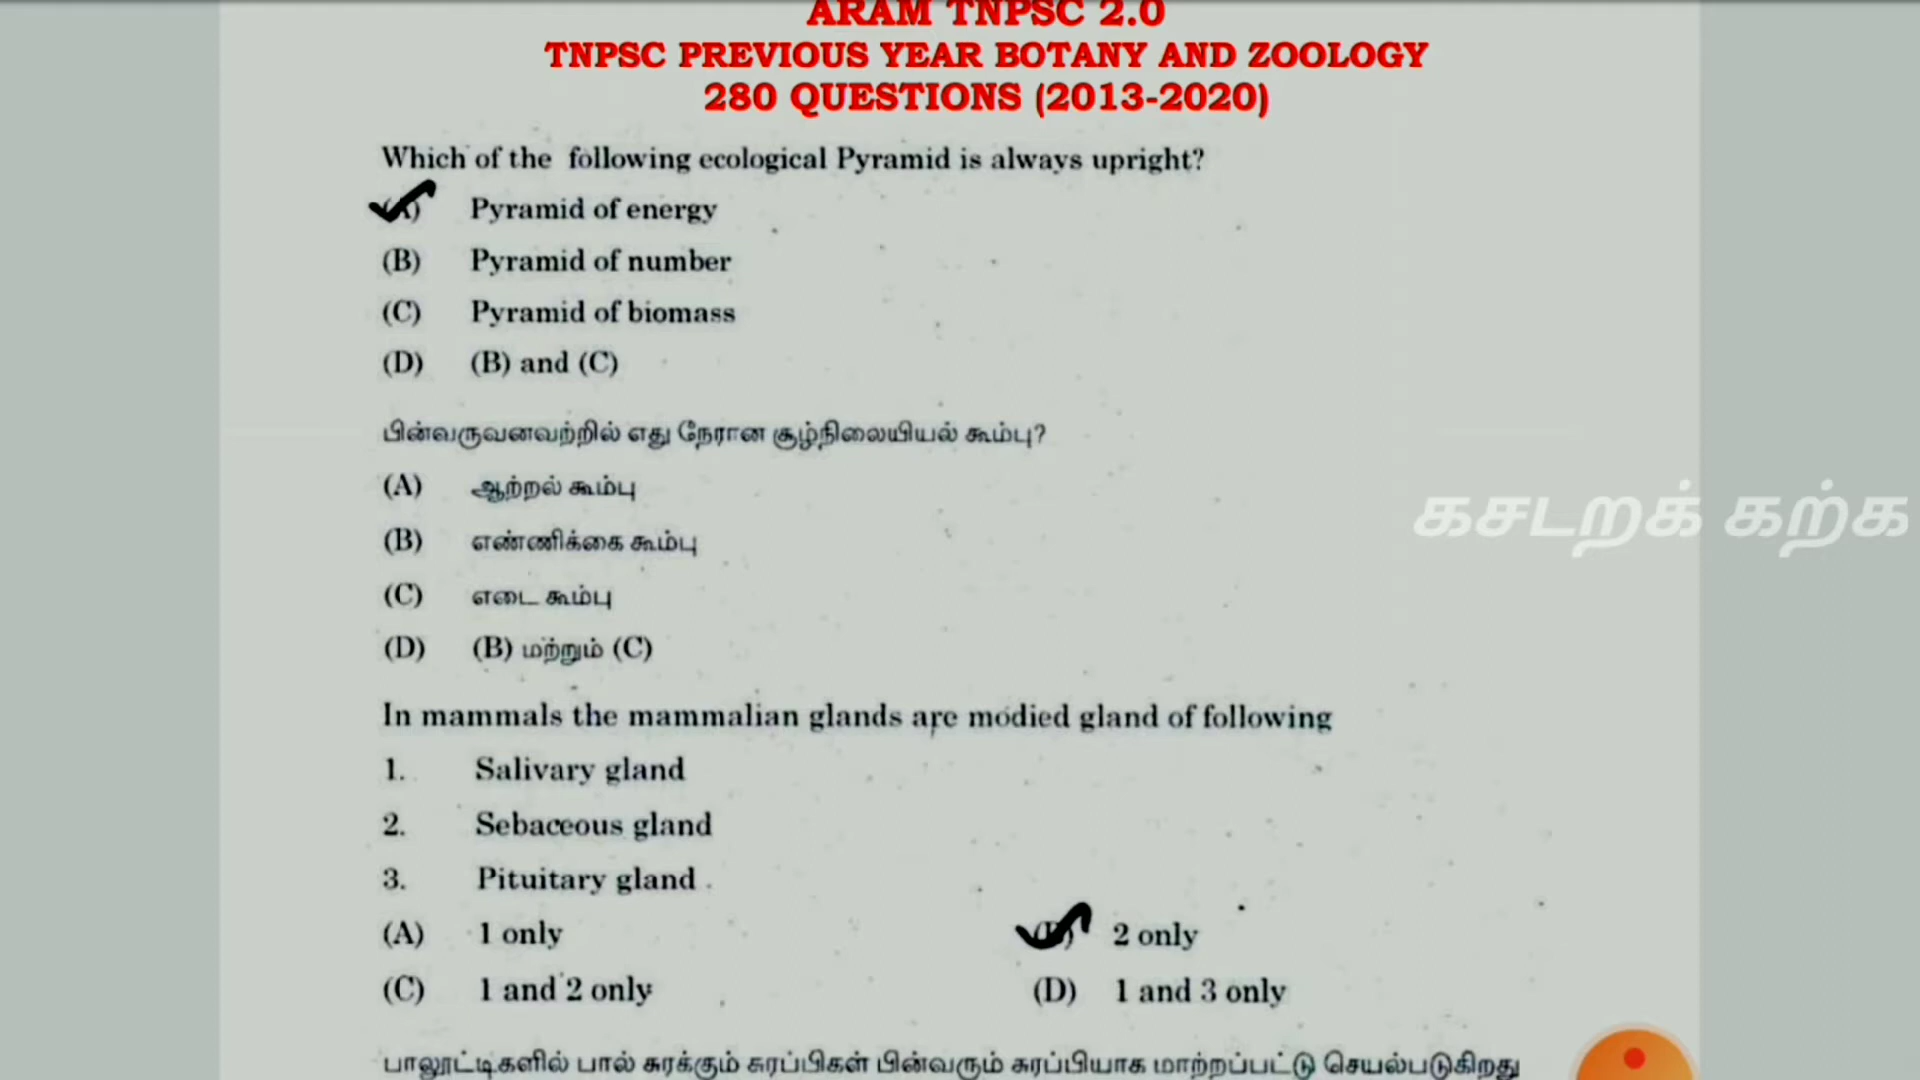 ARAM TNPSC 2.0
TNPSC PREVIOUS YEAR BOTANY AND ZOOLOGY
280 QUESTIONS (2013-2020)
Which of the following ecological Pyramid is always upright?
(A) Pyramid of energy
(B) Pyramid of number
(C) Pyramid of biomass
(D) (B) and (C)
பின்வருவனவற்றில் எது நேரான சூழ்நிலையியல் கூம்பு?
(A) ஆற்றல் கூம்பு
(B) எண்ணிக்கை கூம்பு
கசடறக் கற்க
(C) எடை கூம்பு
(D) (B) மற்றும் (C)
In mammals the mammalian glands are modied gland of following
1. Salivary gland
2. Sebaceous gland
3. Pituitary gland
(A) 1 only (B) 2 only
(C) 1 and 2 only (D) 1 and 3 only
பாலூட்டிகளில் பால் சுரக்கும் சுரப்பிகள் பின்வரும் சுரப்பியாக மாற்றப்பட்டு செயல்படுகிறது